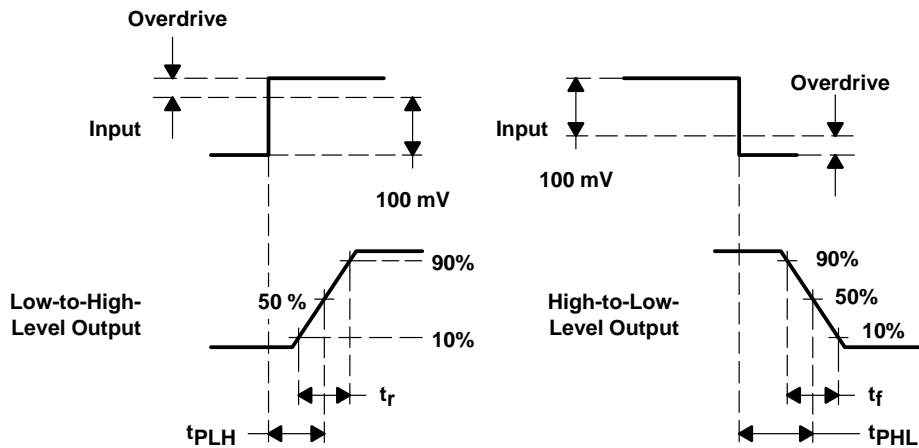 Overdrive
Input
100 mV
90%
50 %
10%
Low-to-High-
Level Output
tr
tPLH
Overdrive
Input
100 mV
90%
50%
10%
High-to-Low-
Level Output
tf
tPHL